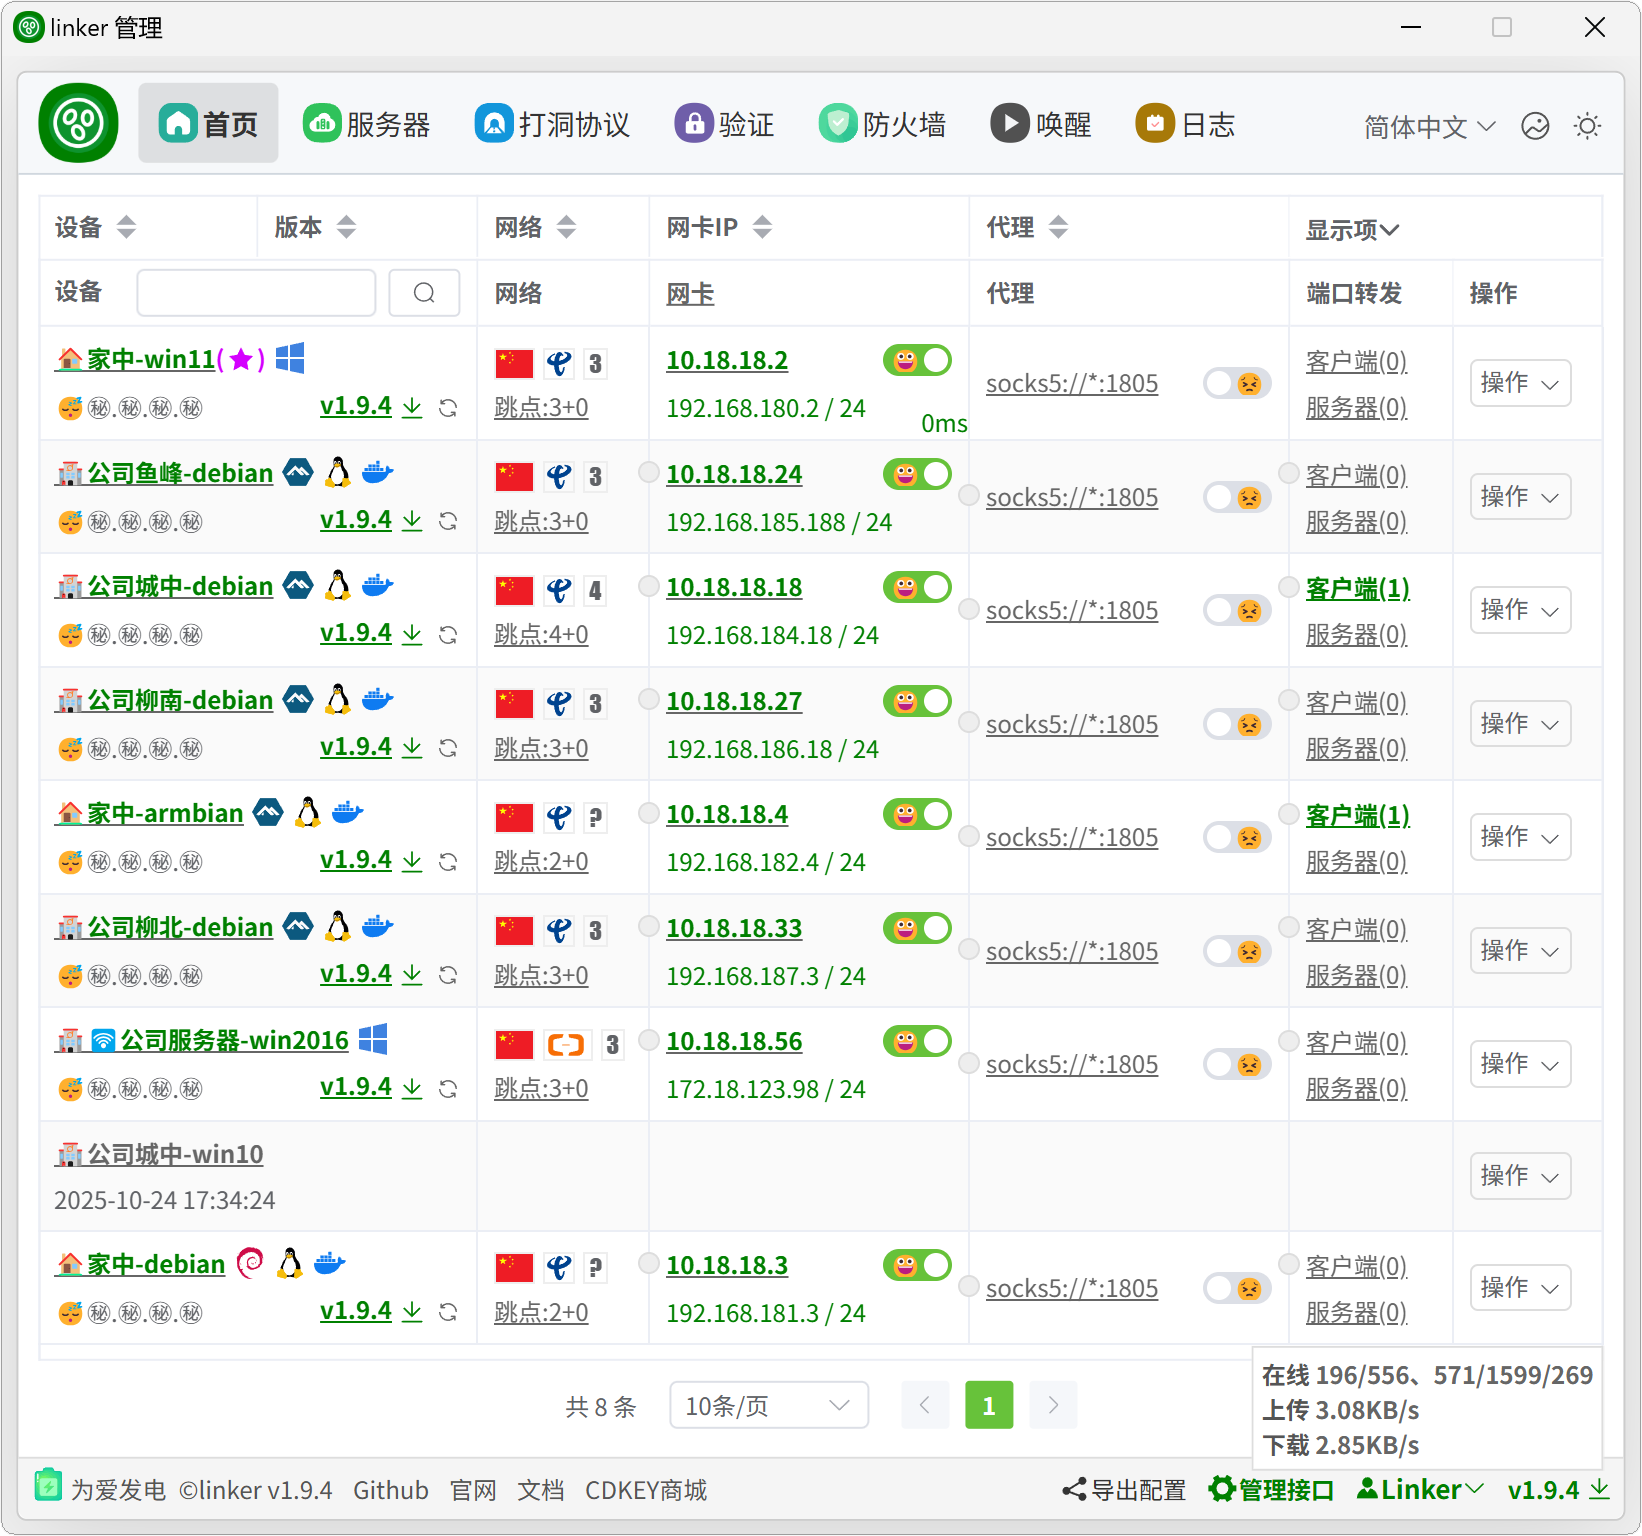 linker 管理
首页 服务器 打洞协议 验证 防火墙 唤醒 日志 简体中文
设备 版本 网络 网卡IP 代理 显示项
设备 网络 网卡 代理 端口转发 操作
家中-win11(★) 3 10.18.18.2 socks5://*:1805 客户端(0) 操作
㊙.㊙.㊙.㊙ v1.9.4 跳点:3+0 192.168.180.2 / 24 0ms 服务器(0)
公司鱼峰-debian 3 10.18.18.24 socks5://*:1805 客户端(0) 操作
㊙.㊙.㊙.㊙ v1.9.4 跳点:3+0 192.168.185.188 / 24 服务器(0)
公司城中-debian 4 10.18.18.18 socks5://*:1805 客户端(1) 操作
㊙.㊙.㊙.㊙ v1.9.4 跳点:4+0 192.168.184.18 / 24 服务器(0)
公司柳南-debian 3 10.18.18.27 socks5://*:1805 客户端(0) 操作
㊙.㊙.㊙.㊙ v1.9.4 跳点:3+0 192.168.186.18 / 24 服务器(0)
家中-armbian ? 10.18.18.4 socks5://*:1805 客户端(1) 操作
㊙.㊙.㊙.㊙ v1.9.4 跳点:2+0 192.168.182.4 / 24 服务器(0)
公司柳北-debian 3 10.18.18.33 socks5://*:1805 客户端(0) 操作
㊙.㊙.㊙.㊙ v1.9.4 跳点:3+0 192.168.187.3 / 24 服务器(0)
公司服务器-win2016 3 10.18.18.56 socks5://*:1805 客户端(0) 操作
㊙.㊙.㊙.㊙ v1.9.4 跳点:3+0 172.18.123.98 / 24 服务器(0)
公司城中-win10 操作
2025-10-24 17:34:24
家中-debian ? 10.18.18.3 socks5://*:1805 客户端(0) 操作
㊙.㊙.㊙.㊙ v1.9.4 跳点:2+0 192.168.181.3 / 24 服务器(0)
共 8 条 10条/页 1
在线 196/556、571/1599/269
上传 3.08KB/s
下载 2.85KB/s
为爱发电 ©linker v1.9.4 Github 官网 文档 CDKEY商城 导出配置 管理接口 Linker v1.9.4